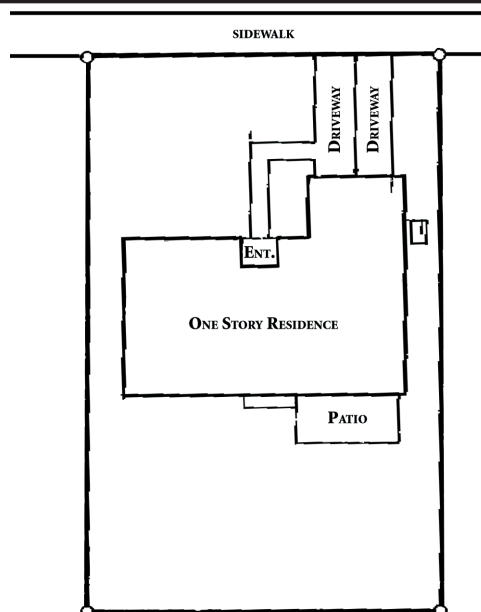 SIDEWALK
DRIVEWAY
DRIVEWAY
ENT.
ONE STORY RESIDENCE
PATIO